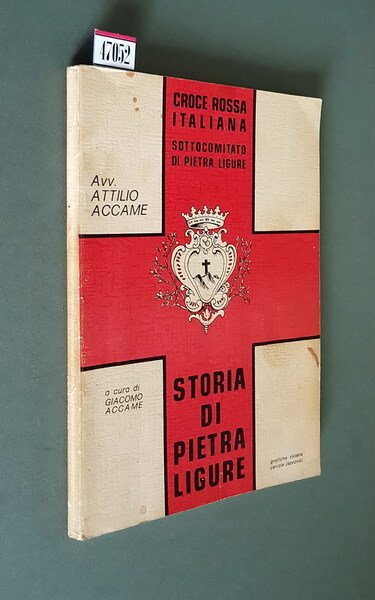 47052
CROCE ROSSA
ITALIANA
SOTTOCOMITATO
DI PIETRA LIGURE
Avv.
ATTILIO
ACCAME
a cura di
GIACOMO
ACCAME
STORIA
DI
PIETRA
LIGURE
grafiche riviera
ceriale (savona)